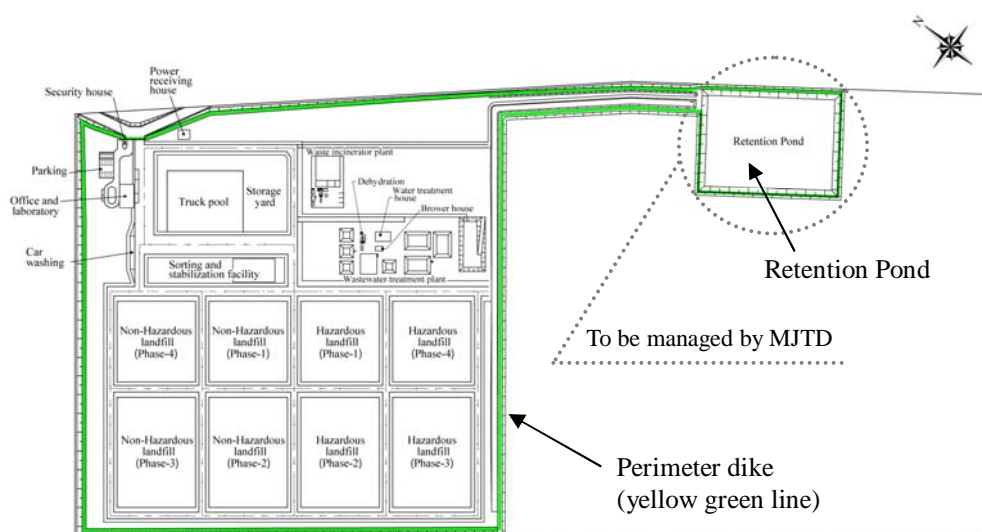 N
Power
receiving
house
Security house
Parking
Office and
laboratory
Car
washing
Truck pool
Storage
yard
Sorting and
stabilization facility
Waste incinerator plant
Dehydration
Water treatment
house
Brower house
Wastewater-treatment plant
Retention Pond
Retention Pond
To be managed by MJTD
Non-Hazardous
landfill
(Phase-4)
Non-Hazardous
landfill
(Phase-1)
Hazardous
landfill
(Phase-1)
Hazardous
landfill
(Phase-4)
Non-Hazardous
landfill
(Phase-3)
Non-Hazardous
landfill
(Phase-2)
Hazardous
landfill
(Phase-2)
Hazardous
landfill
(Phase-3)
Perimeter dike
(yellow green line)